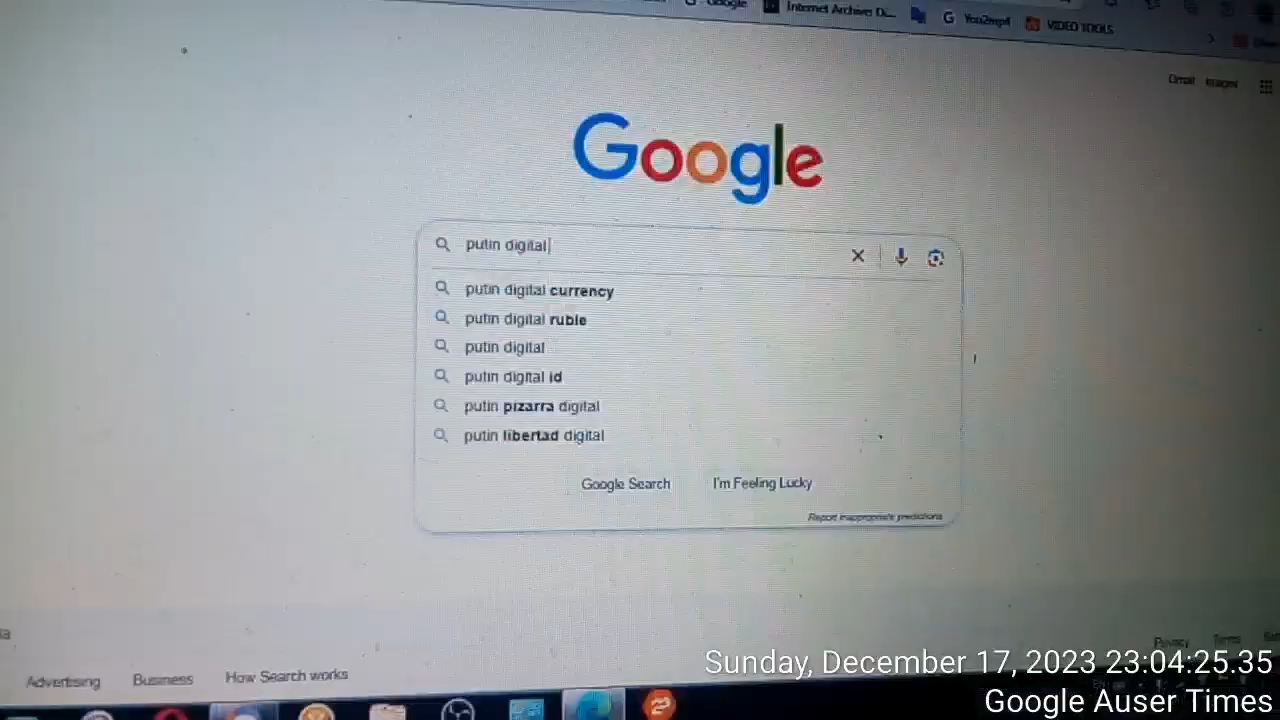 Google
Internet Archive Di...
G You2mp4
VIDEO TOOLS
Gmail Images
Google
putin digital
putin digital currency
putin digital ruble
putin digital
putin digital id
putin pizarra digital
putin libertad digital
Google Search I'm Feeling Lucky
Report inappropriate predictions
Privacy Terms
Advertising Business How Search works
Sunday, December 17, 2023 23:04:25.35
Google Auser Times